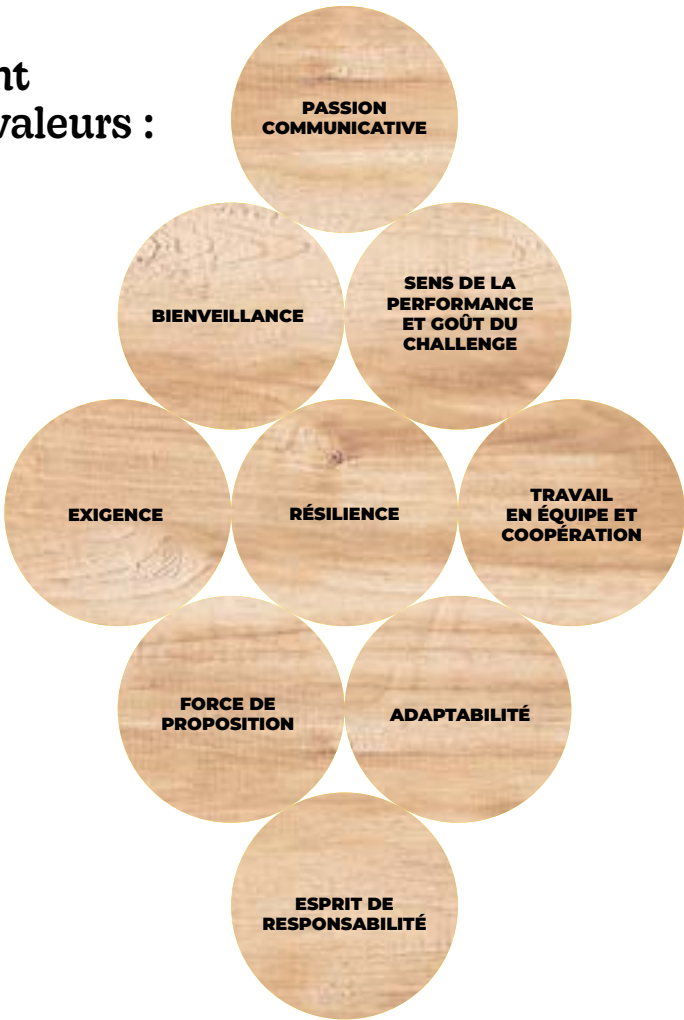 nt
valeurs :
PASSION
COMMUNICATIVE
BIENVEILLANCE
SENS DE LA
PERFORMANCE
ET GOÛT DU
CHALLENGE
EXIGENCE
RÉSILIENCE
TRAVAIL
EN ÉQUIPE ET
COOPÉRATION
FORCE DE
PROPOSITION
ADAPTABILITÉ
ESPRIT DE
RESPONSABILITÉ